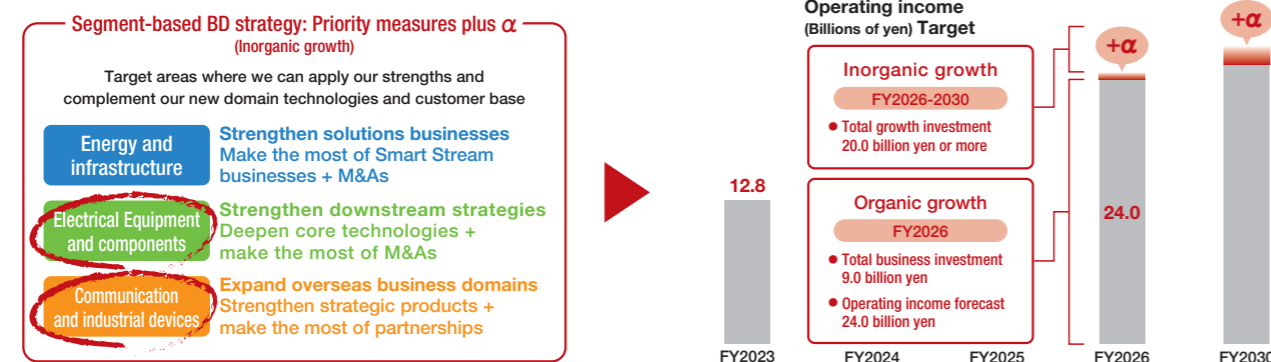 Segment-based BD strategy: Priority measures plus α
(Inorganic growth)
Target areas where we can apply our strengths and
complement our new domain technologies and customer base
Energy and
infrastructure
Strengthen solutions businesses
Make the most of Smart Stream
businesses + M&As
Electrical Equipment
and components
Strengthen downstream strategies
Deepen core technologies +
make the most of M&As
Communication
and industrial devices
Expand overseas business domains
Strengthen strategic products +
make the most of partnerships
Operating income
(Billions of yen) Target
Inorganic growth
FY2026-2030
● Total growth investment
20.0 billion yen or more
Organic growth
FY2026
● Total business investment
9.0 billion yen
● Operating income forecast
24.0 billion yen
12.8
+α
24.0
+α
FY2023
FY2024
FY2025
FY2026
FY2030